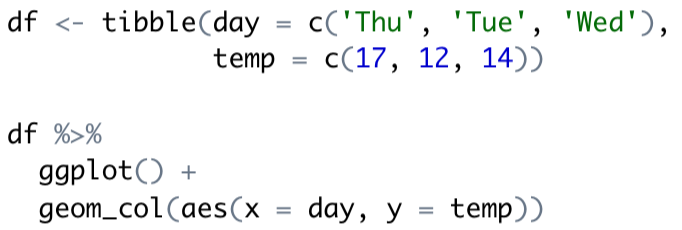 df <- tibble(day = c('Thu', 'Tue', 'Wed'),
             temp = c(17, 12, 14))

df %>%
  ggplot() +
  geom_col(aes(x = day, y = temp))